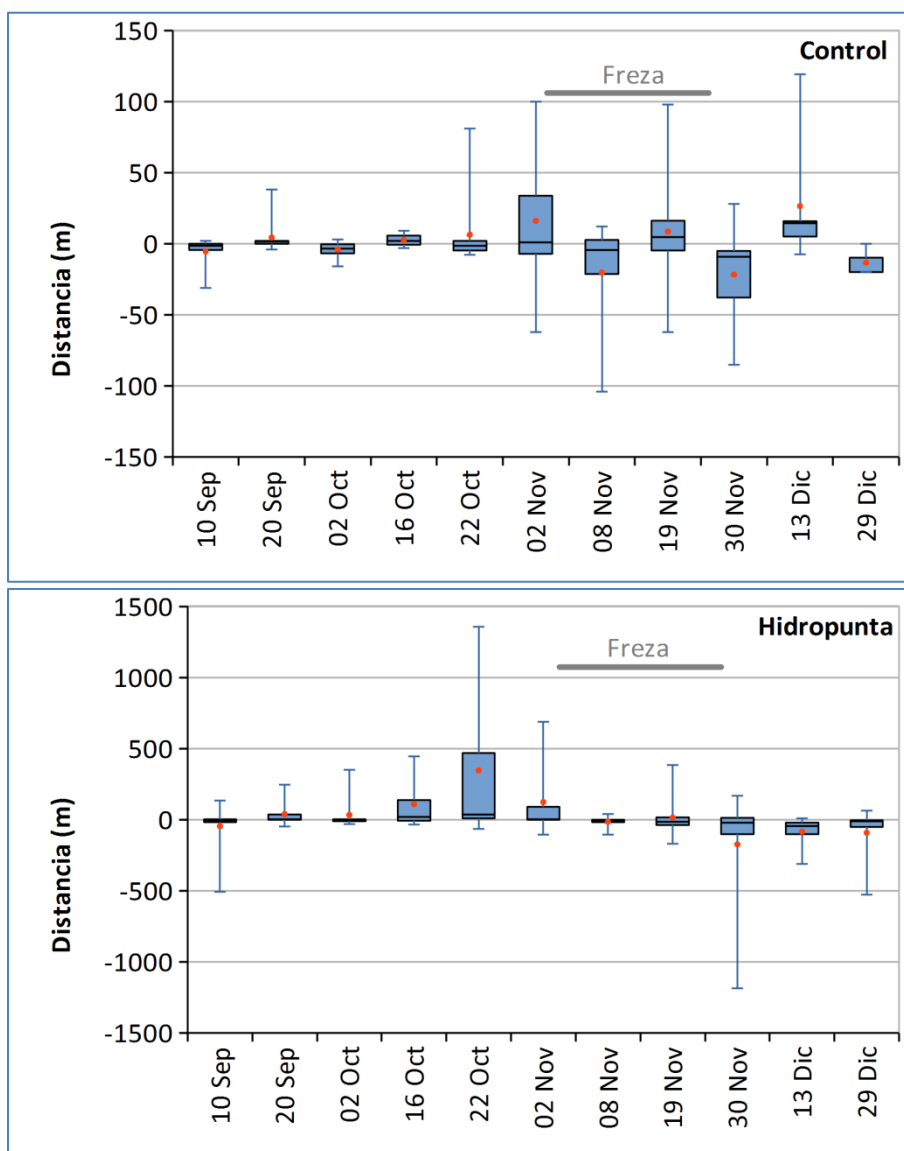 Control
Freza
Distancia (m)
150
100
50
0
-50
-100
-150
10 Sep
20 Sep
02 Oct
16 Oct
22 Oct
02 Nov
08 Nov
19 Nov
30 Nov
13 Dic
29 Dic
Hidropunta
Freza
Distancia (m)
1500
1000
500
0
-500
-1000
-1500
10 Sep
20 Sep
02 Oct
16 Oct
22 Oct
02 Nov
08 Nov
19 Nov
30 Nov
13 Dic
29 Dic